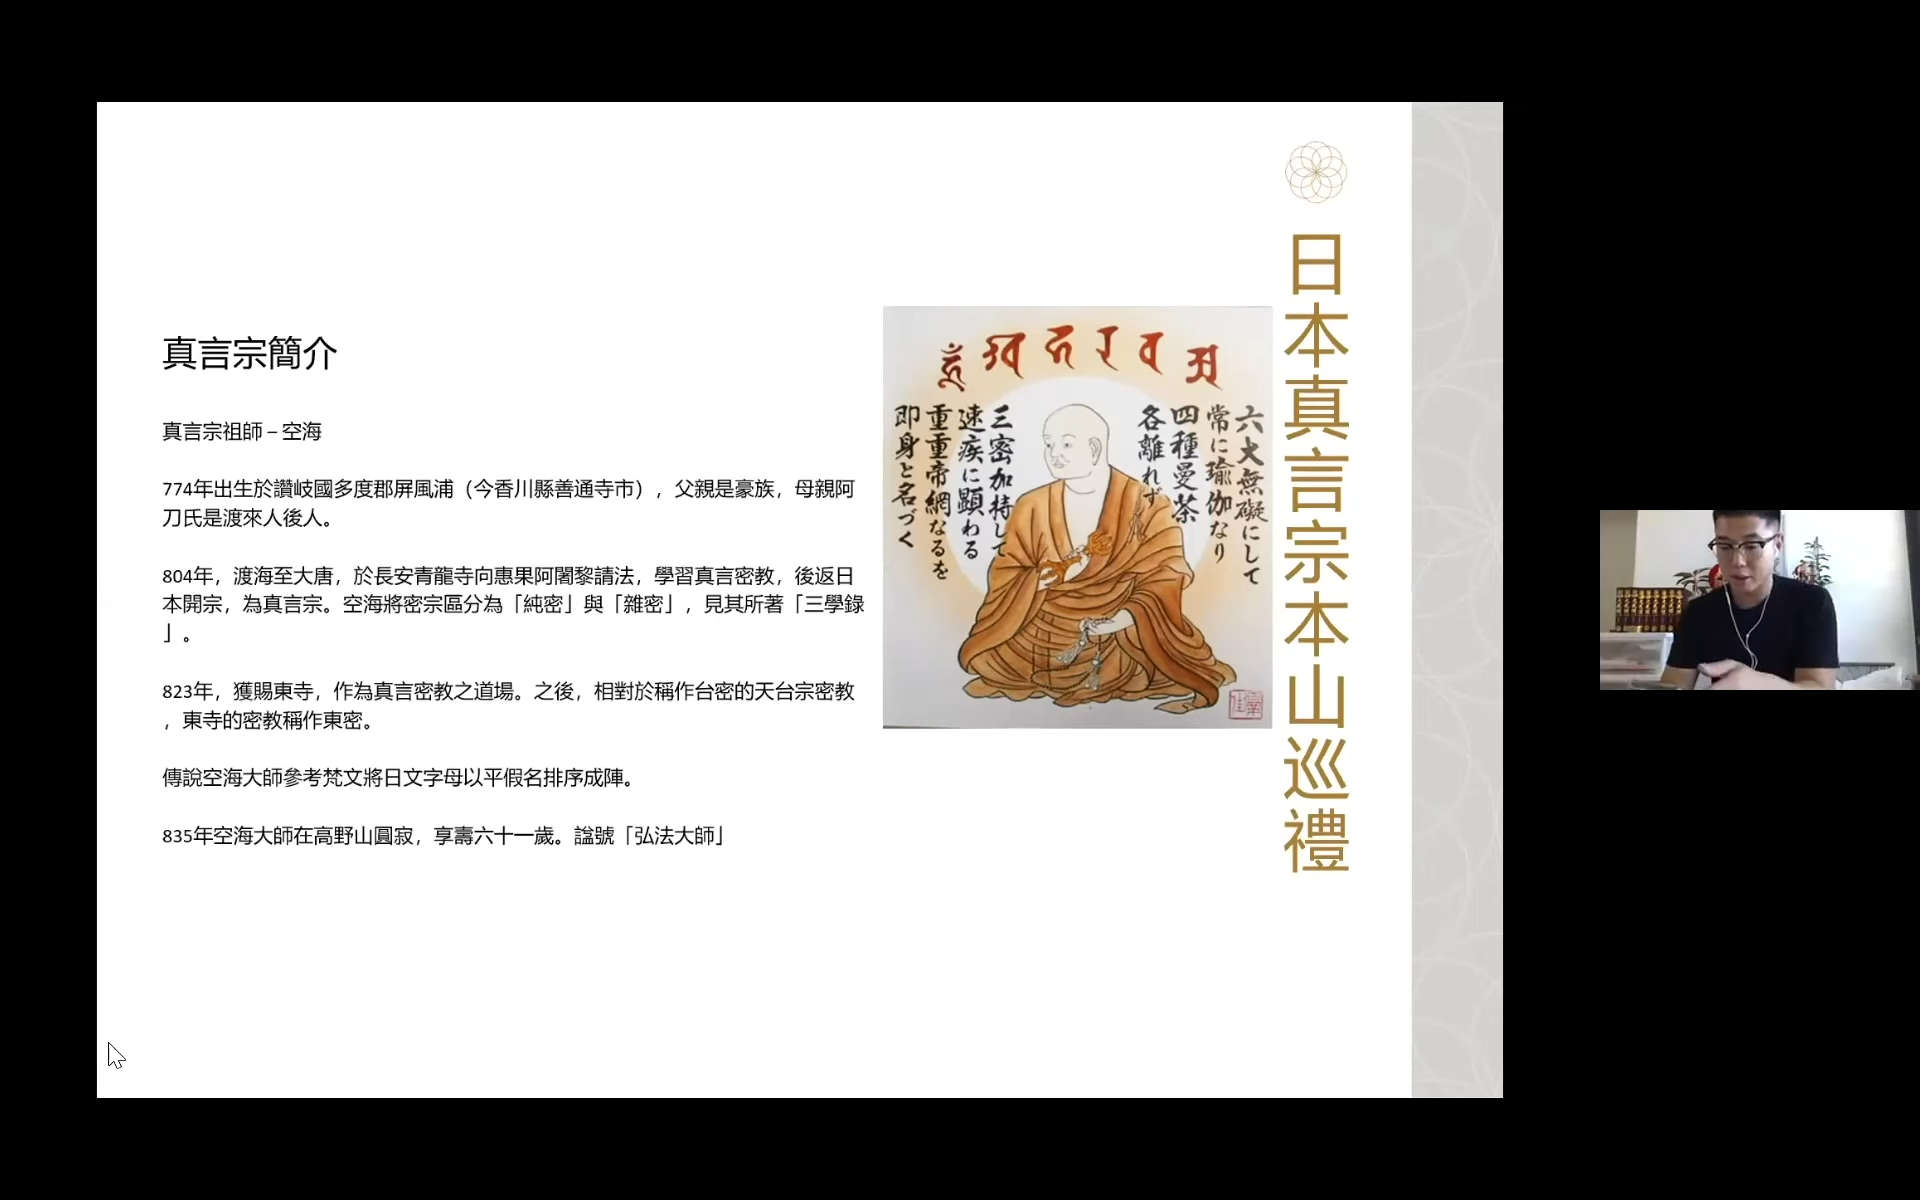 日本真言宗本山巡禮
真言宗簡介
真言宗祖師 – 空海
774年出生於讚岐國多度郡屏風浦（今香川縣善通寺市），父親是豪族，母親阿
刀氏是渡來人後人。
804年，渡海至大唐，於長安青龍寺向惠果阿闍黎請法，學習真言密教，後返日
本開宗，為真言宗。空海將密宗區分為「純密」與「雜密」，見其所著「三學錄
」。
823年，獲賜東寺，作為真言密教之道場。之後，相對於稱作台密的天台宗密教
，東寺的密教稱作東密。
傳說空海大師參考梵文將日文字母以平假名排序成陣。
835年空海大師在高野山圓寂，享壽六十一歲。諡號「弘法大師」
六大無礙にして
常に瑜伽なり
四種曼荼
各離れず
三密加持して
速疾に顕わる
重重帝網なるを
即身と名づく